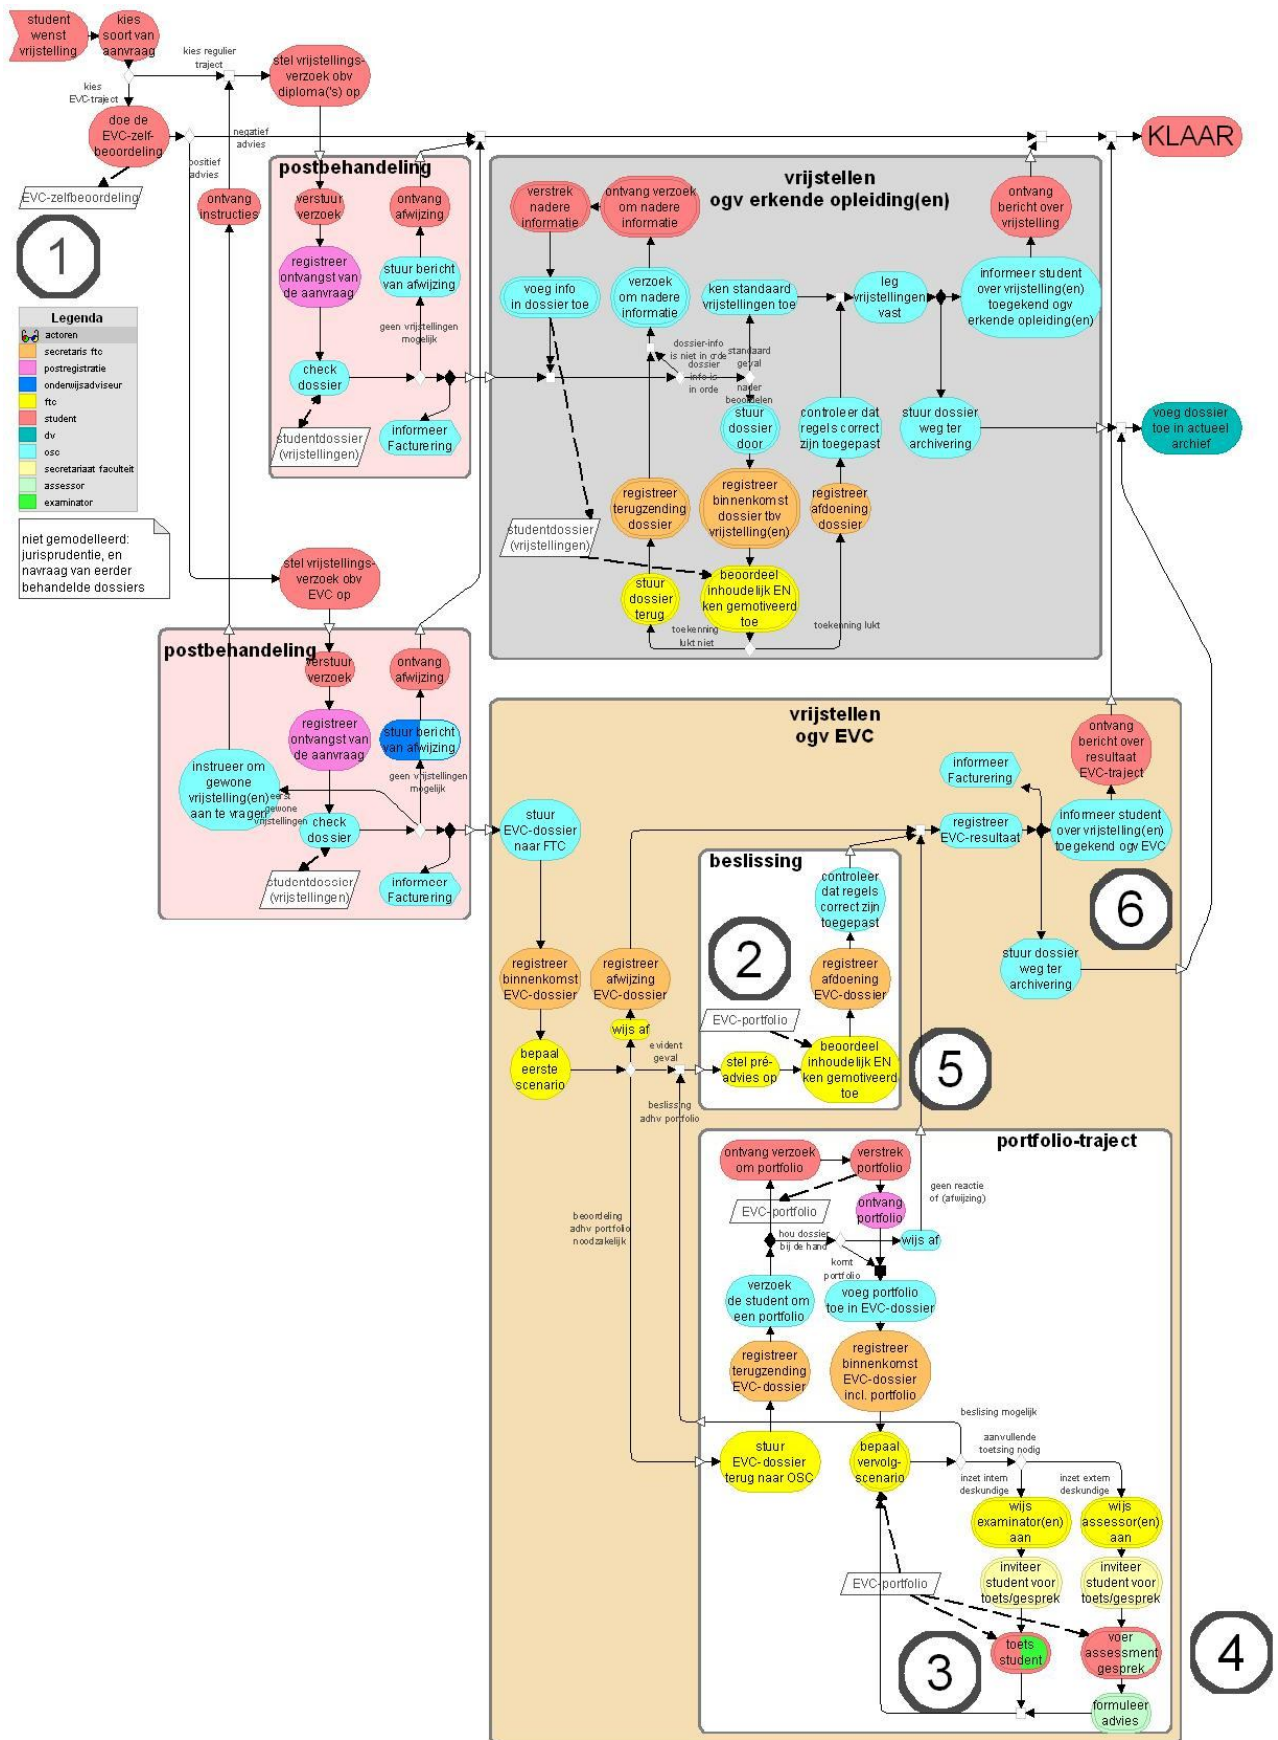 student
wenst
vrijstelling
kies
soort van
aanvraag
kies regulier
traject
stel vrijstellings-
verzoek obv
diploma('s) op
kies
EVC-traject
doe de
EVC-zelf-
beoordeling
negatief
advies
positief
advies
EVC-zelfbeoordeling
ontvang
instructies
KLAAR
1
Legenda
actoren
secretaris ftc
postregistratie
onderwijsadviseur
ftc
student
dv
osc
secretariaat faculteit
assessor
examinator
niet gemodelleerd:
jurisprudentie, en
navraag van eerder
behandelde dossiers
postbehandeling
verstuur
verzoek
ontvang
afwijzing
registreer
ontvangst van
de aanvraag
stuur bericht
van afwijzing
geen vrijstellingen
mogelijk
check
dossier
studentdossier
(vrijstellingen)
informeer
Facturering
vrijstellen
ogv erkende opleiding(en)
verstrek
nadere
informatie
ontvang verzoek
om nadere
informatie
ontvang
bericht over
vrijstelling
voeg info
in dossier toe
verzoek
om nadere
informatie
ken standaard
vrijstellingen toe
leg
vrijstellingen
vast
informeer student
over vrijstelling(en)
toegekend ogv
erkende opleiding(en)
dossier-info
is niet in orde
dossier
info is
in orde
standaard
geval
nader
beoordelen
stuur
dossier
door
controleer dat
regels correct
zijn toegepast
stuur dossier
weg ter
archivering
voeg dossier
toe in actueel
archief
registreer
terugzending
dossier
registreer
binnenkomst
dossier tbv
vrijstelling(en)
registreer
afdoening
dossier
studentdossier
(vrijstellingen)
stuur
dossier
terug
beoordeel
inhoudelijk EN
ken gemotiveerd
toe
toekenning
lukt niet
toekenning lukt
stel vrijstellings-
verzoek obv
EVC op
postbehandeling
verstuur
verzoek
ontvang
afwijzing
registreer
ontvangst van
de aanvraag
stuur bericht
van afwijzing
geen vrijstellingen
mogelijk
instrueer om
gewone
vrijstelling(en)
aan te vragen
eerst
gewone
vrijstellingen
check
dossier
studentdossier
(vrijstellingen)
informeer
Facturering
vrijstellen
ogv EVC
ontvang
bericht over
resultaat
EVC-traject
informeer
Facturering
stuur
EVC-dossier
naar FTC
registreer
EVC-resultaat
informeer student
over vrijstelling(en)
toegekend ogv EVC
6
stuur dossier
weg ter
archivering
beslissing
controleer
dat regels
correct zijn
toegepast
2
registreer
binnenkomst
EVC-dossier
registreer
afwijzing
EVC-dossier
registreer
afdoening
EVC-dossier
EVC-portfolio
wijs af
bepaal
eerste
scenario
evident
geval
stel pré-
advies op
beoordeel
inhoudelijk EN
ken gemotiveerd
toe
5
beslissing
adhv portfolio
portfolio-traject
ontvang verzoek
om portfolio
verstrek
portfolio
EVC-portfolio
ontvang
portfolio
geen reactie
of (afwijzing)
beoordeling
adhv portfolio
noodzakelijk
hou dossier
bij de hand
wijs af
komt
portfolio
verzoek
de student om
een portfolio
voeg portfolio
toe in EVC-dossier
registreer
terugzending
EVC-dossier
registreer
binnenkomst
EVC-dossier
incl. portfolio
beslising mogelijk
aanvullende
toetsing nodig
stuur
EVC-dossier
terug naar OSC
bepaal
vervolg-
scenario
inzet intern
deskundige
inzet extern
deskundige
wijs
examinator(en)
aan
wijs
assessor(en)
aan
inviteer
student voor
toets/gesprek
inviteer
student voor
toets/gesprek
EVC-portfolio
toets
student
voer
assessment
gesprek
3
4
formuleer
advies